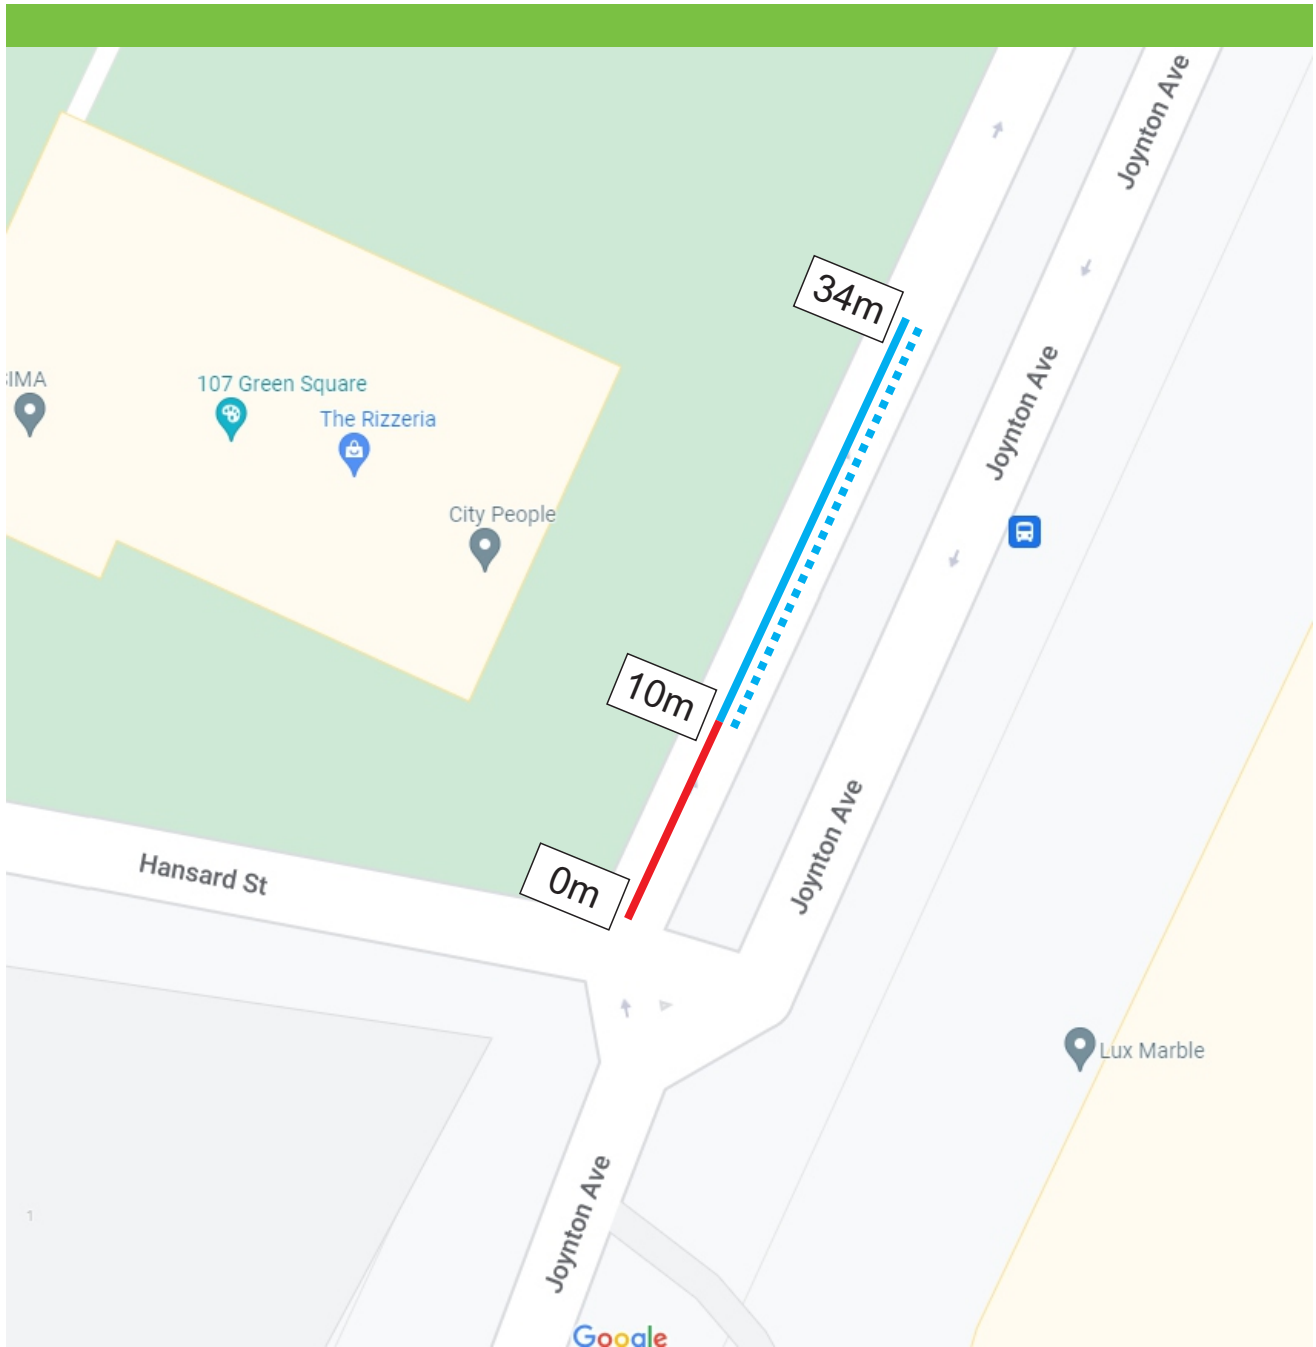 Joynton Ave
34m
Joynton Ave
IMA
107 Green Square
The Rizzeria
City People
10m
Joynton Ave
Hansard St
0m
Lux Marble
Joynton Ave
1
Google